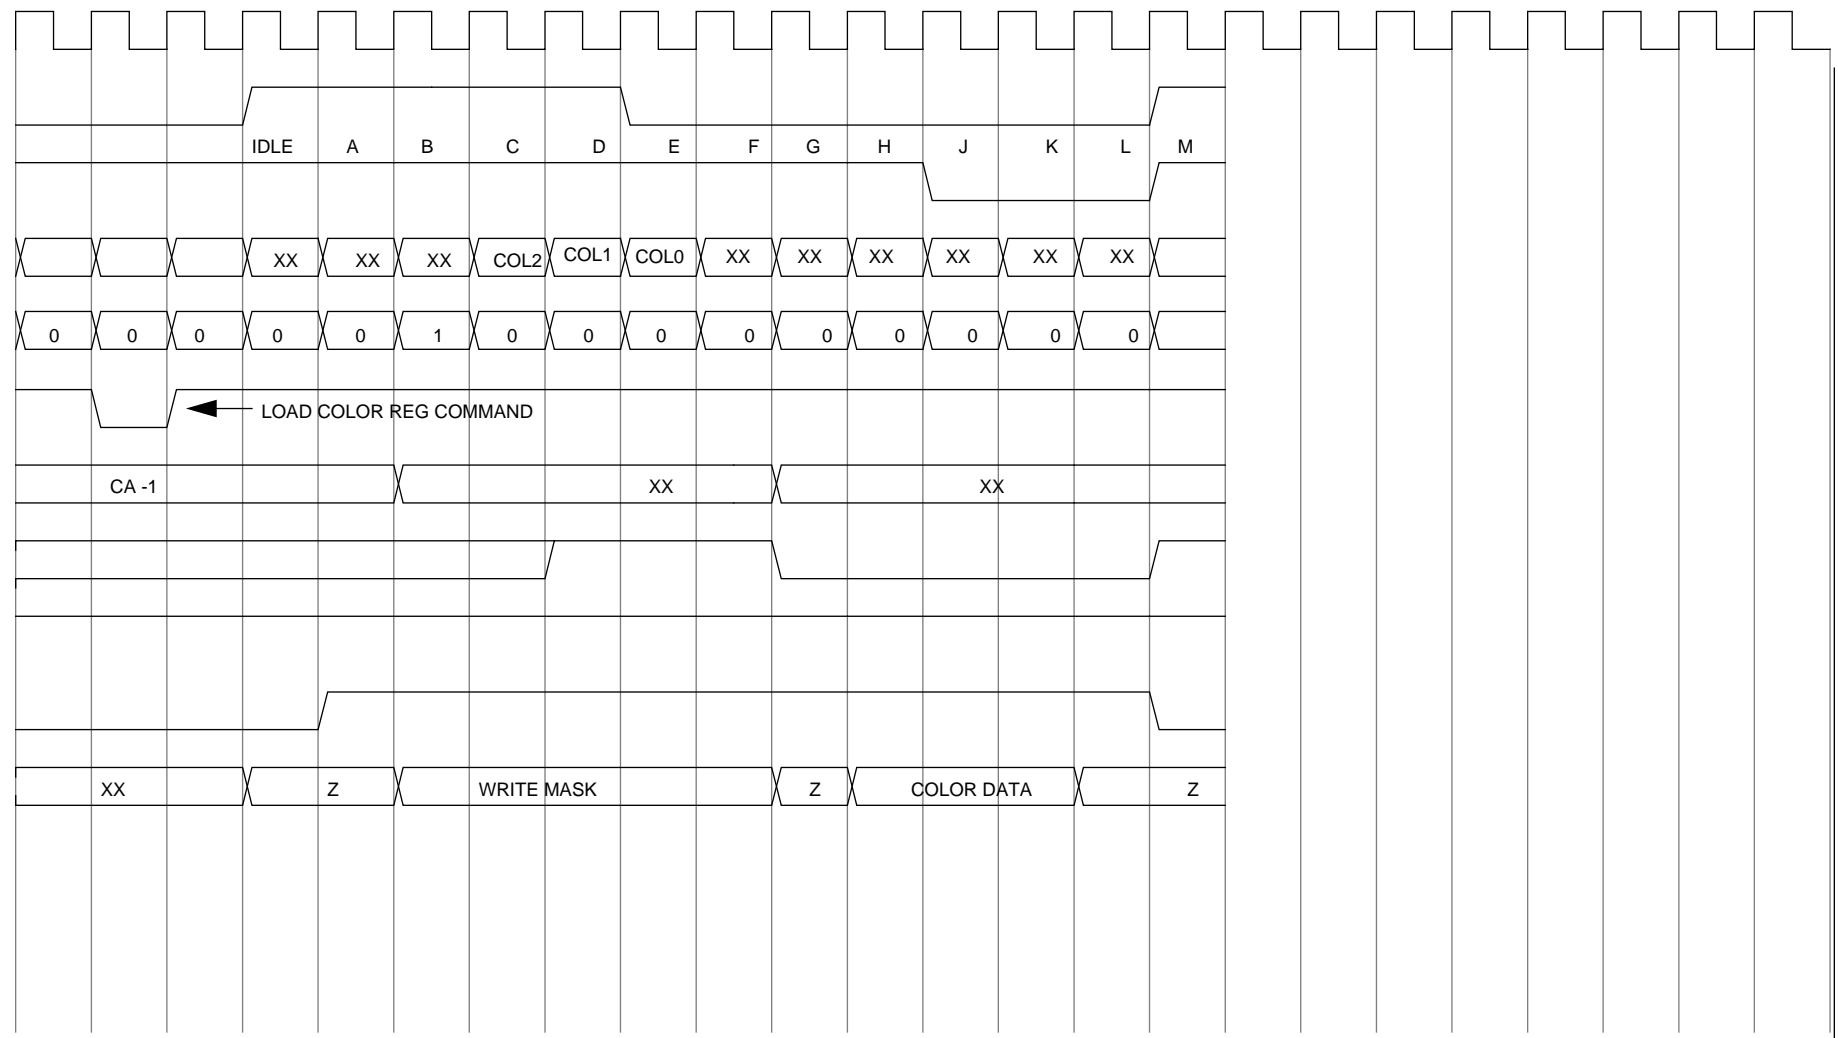 IDLE A B C D E F G H J K L M
XX XX XX COL2 COL1 COL0 XX XX XX XX XX XX
0 0 0 0 0 1 0 0 0 0 0 0 0 0 0
LOAD COLOR REG COMMAND
CA -1 XX XX
XX Z WRITE MASK Z COLOR DATA Z